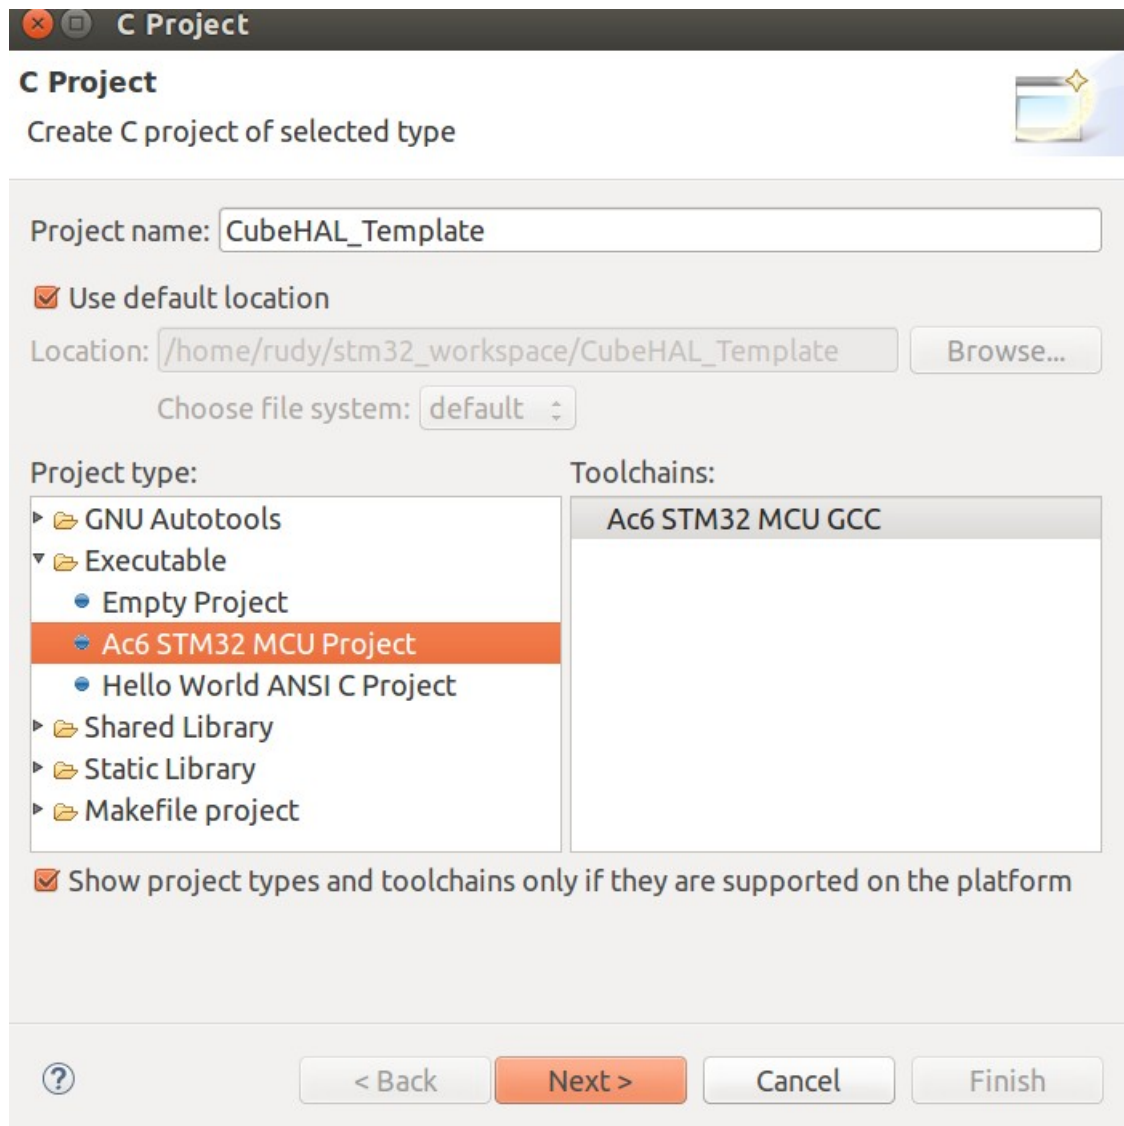 C Project
C Project
Create C project of selected type
Project name: CubeHAL_Template
Use default location
Location: /home/rudy/stm32_workspace/CubeHAL_Template Browse...
Choose file system: default
Project type: Toolchains:
GNU Autotools Ac6 STM32 MCU GCC
Executable
Empty Project
Ac6 STM32 MCU Project
Hello World ANSI C Project
Shared Library
Static Library
Makefile project
Show project types and toolchains only if they are supported on the platform
? < Back Next > Cancel Finish